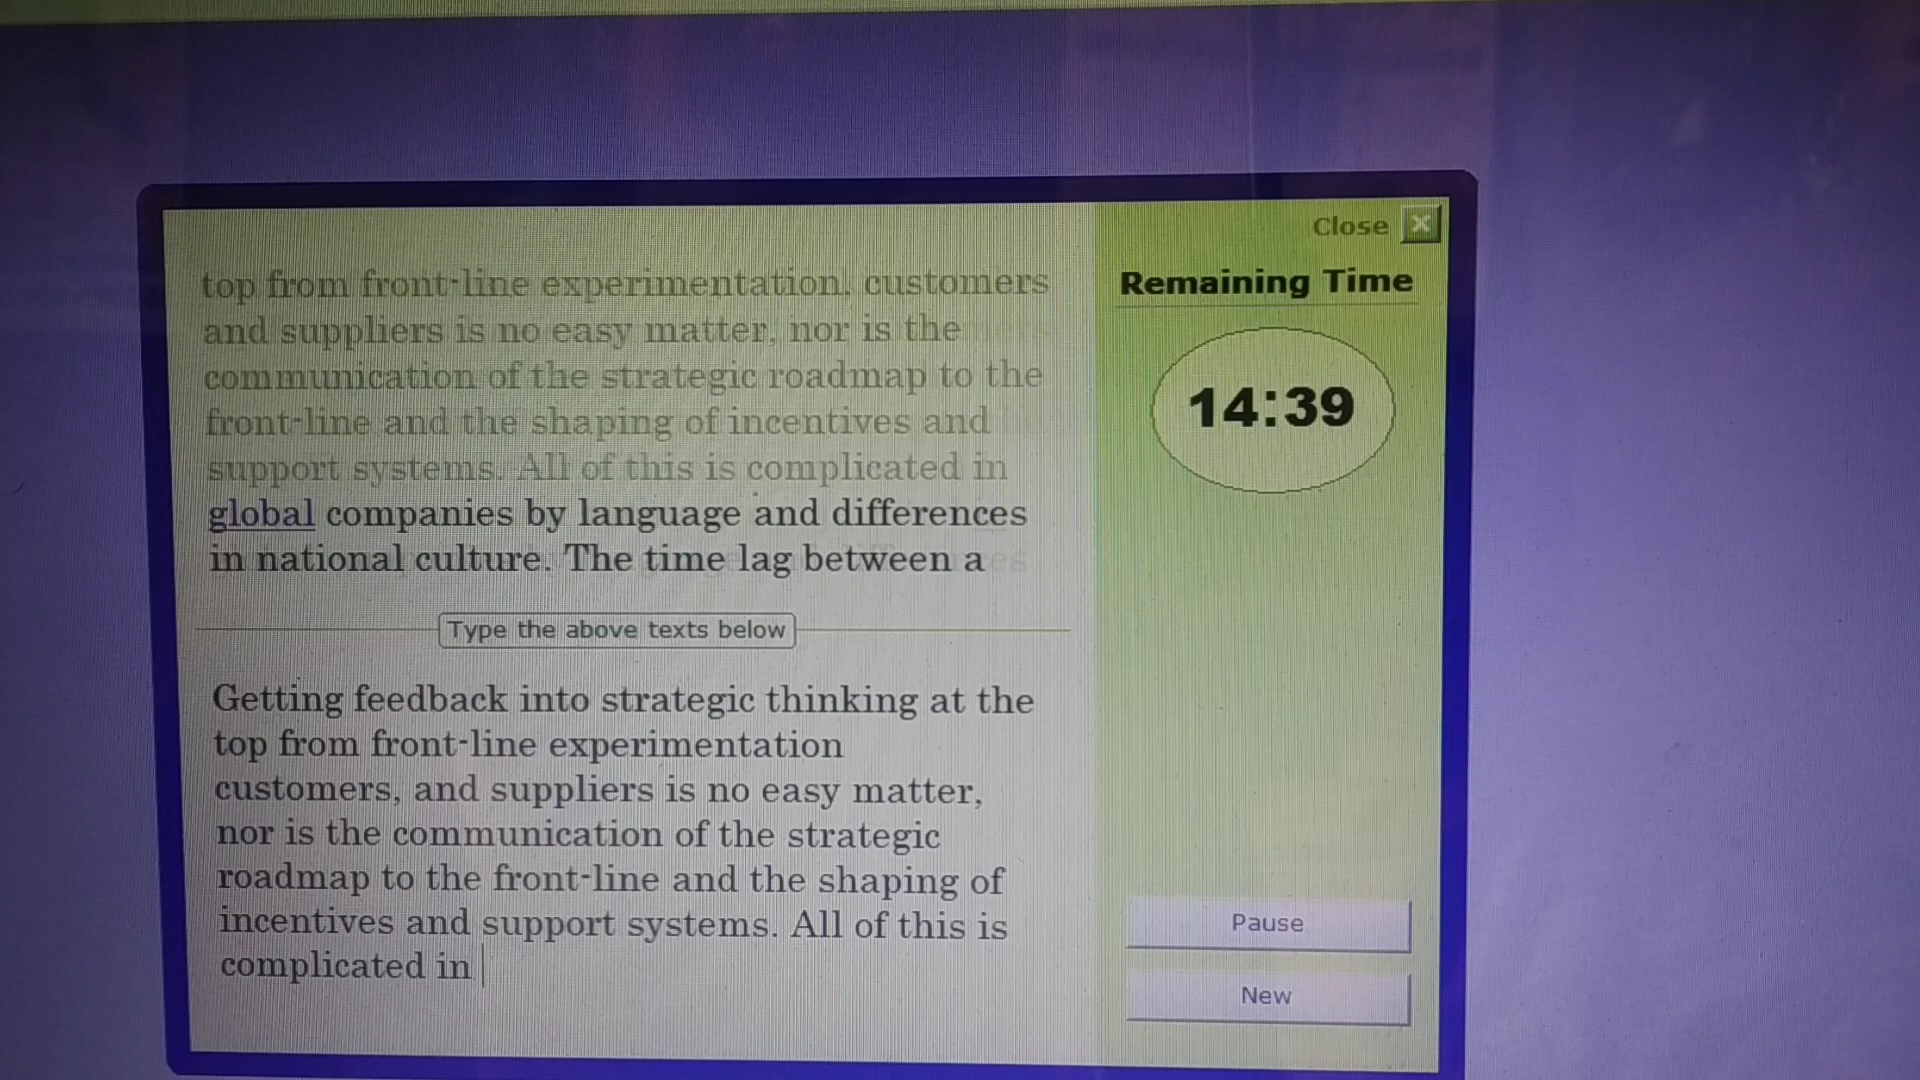 Close
top from front-line experimentation, customers
and suppliers is no easy matter, nor is the
communication of the strategic roadmap to the
front-line and the shaping of incentives and
support systems. All of this is complicated in
global companies by language and differences
in national culture. The time lag between a
Remaining Time
14:39
Type the above texts below
Getting feedback into strategic thinking at the
top from front-line experimentation
customers, and suppliers is no easy matter,
nor is the communication of the strategic
roadmap to the front-line and the shaping of
incentives and support systems. All of this is
complicated in
Pause
New